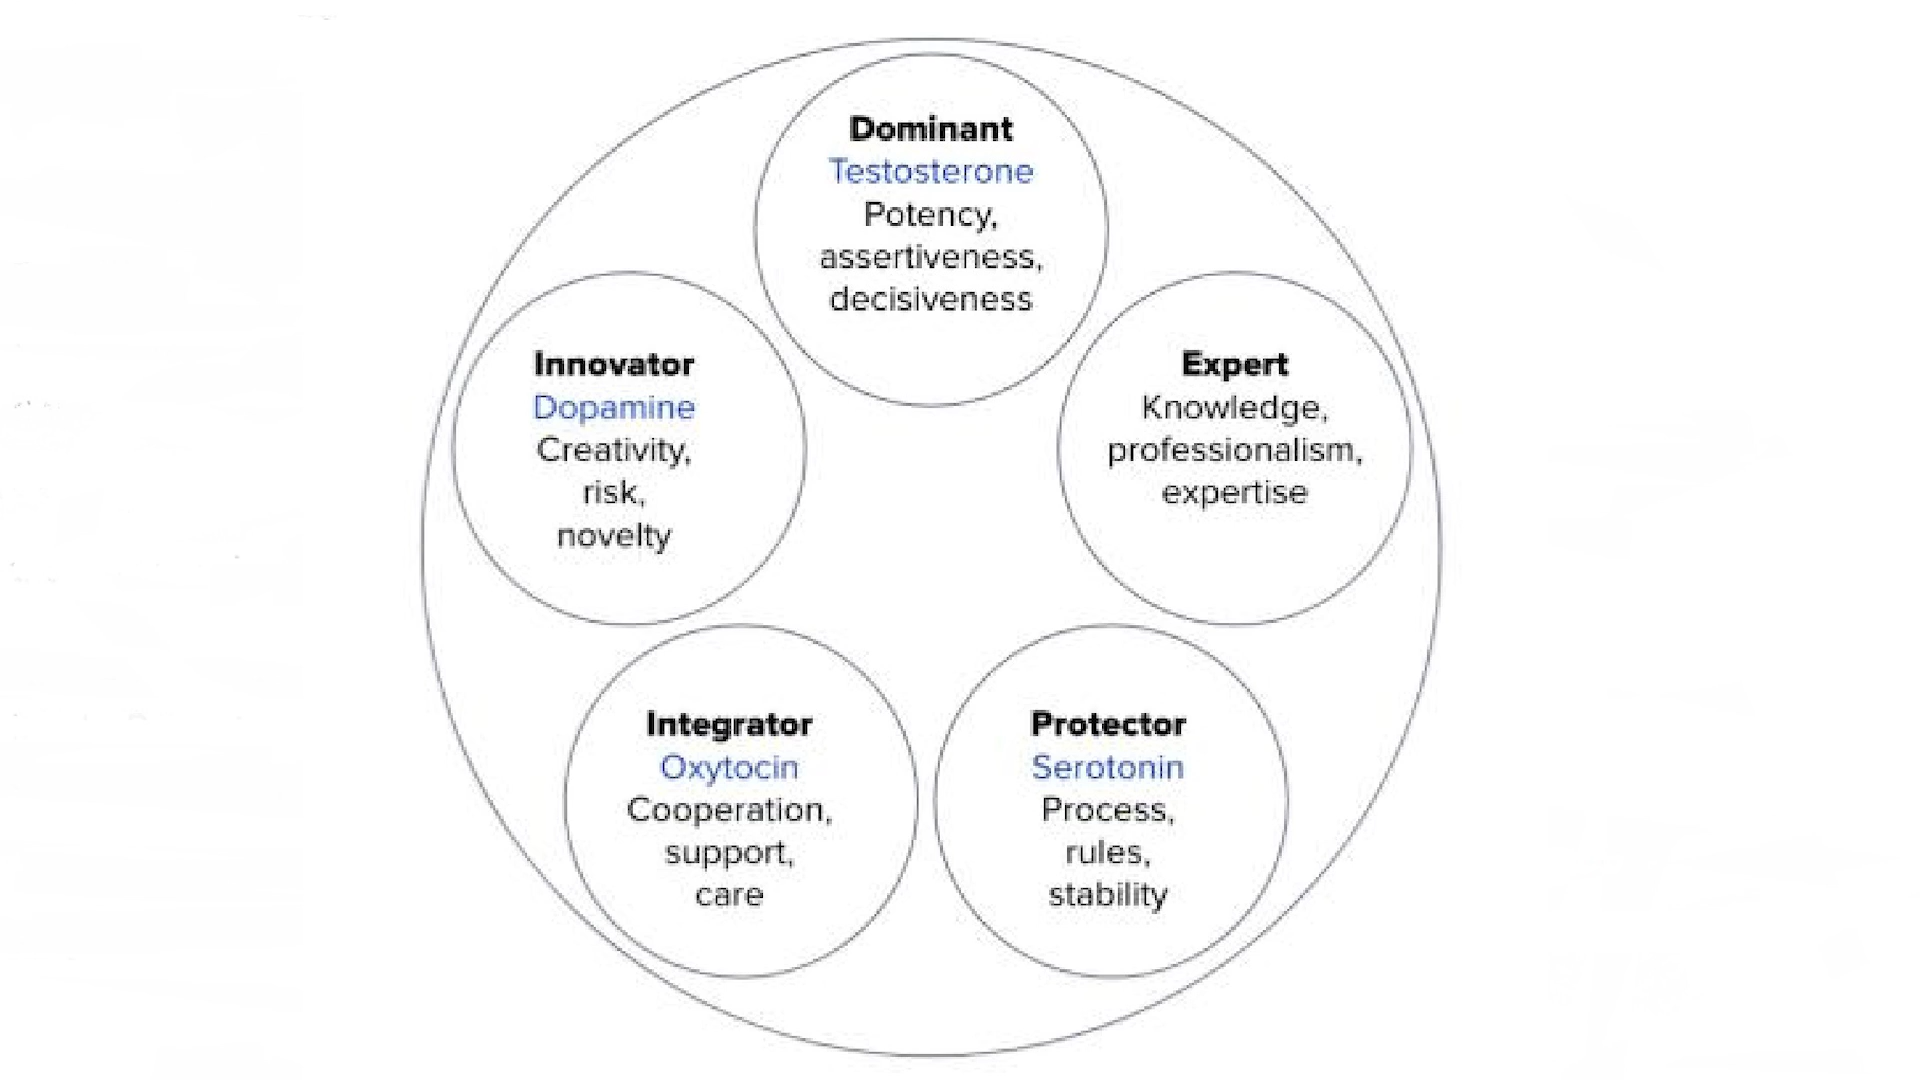 Dominant
Testosterone
Potency,
assertiveness,
decisiveness
Innovator
Dopamine
Creativity,
risk,
novelty
Expert
Knowledge,
professionalism,
expertise
Integrator
Oxytocin
Cooperation,
support,
care
Protector
Serotonin
Process,
rules,
stability